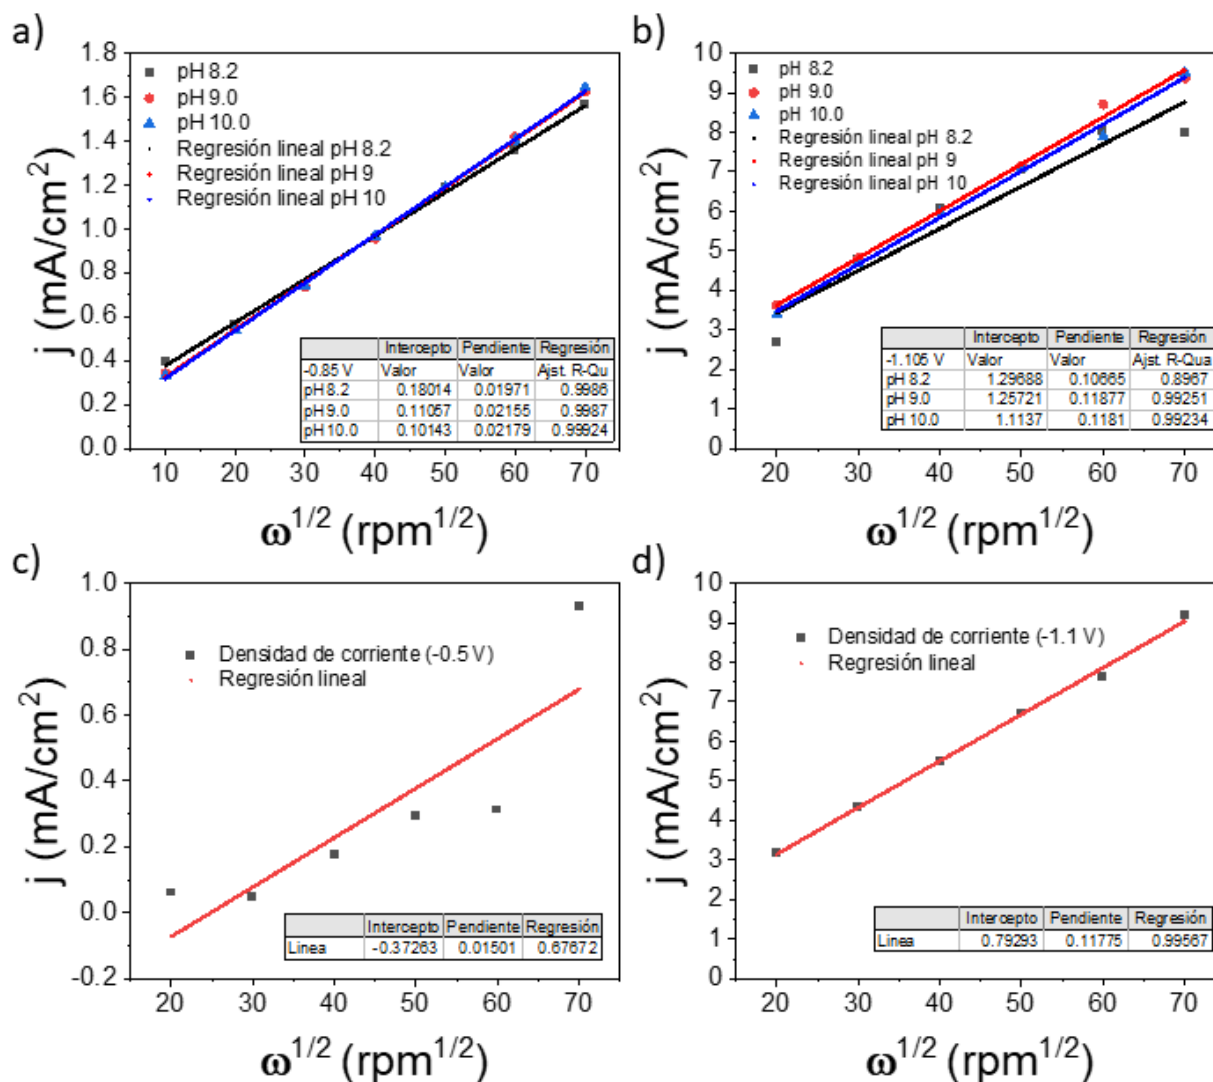 a)
j (mA/cm²)
1.8
1.6
1.4
1.2
1.0
0.8
0.6
0.4
0.2
0.0
pH 8.2
pH 9.0
pH 10.0
Regresión lineal pH 8.2
Regresión lineal pH 9
Regresión lineal pH 10
Intercepto Pendiente Regresión
-0.85 V Valor Valor Ajst. R-Qu
pH 8.2 0.18014 0.01971 0.9986
pH 9.0 0.11057 0.02155 0.9987
pH 10.0 0.10143 0.02179 0.99924
10 20 30 40 50 60 70
ω^1/2 (rpm^1/2)
b)
j (mA/cm²)
10
9
8
7
6
5
4
3
2
1
0
pH 8.2
pH 9.0
pH 10.0
Regresión lineal pH 8.2
Regresión lineal pH 9
Regresión lineal pH 10
Intercepto Pendiente Regresión
-1.105 V Valor Valor Ajst. R-Qua
pH 8.2 1.29688 0.10665 0.8967
pH 9.0 1.25721 0.11877 0.99251
pH 10.0 1.1137 0.1181 0.99234
20 30 40 50 60 70
ω^1/2 (rpm^1/2)
c)
j (mA/cm²)
1.0
0.8
0.6
0.4
0.2
0.0
-0.2
Densidad de corriente (-0.5 V)
Regresión lineal
Intercepto Pendiente Regresión
Linea -0.37263 0.01501 0.67672
20 30 40 50 60 70
ω^1/2 (rpm^1/2)
d)
j (mA/cm²)
10
9
8
7
6
5
4
3
2
1
0
Densidad de corriente (-1.1 V)
Regresión lineal
Intercepto Pendiente Regresión
Linea 0.79293 0.11775 0.99567
20 30 40 50 60 70
ω^1/2 (rpm^1/2)